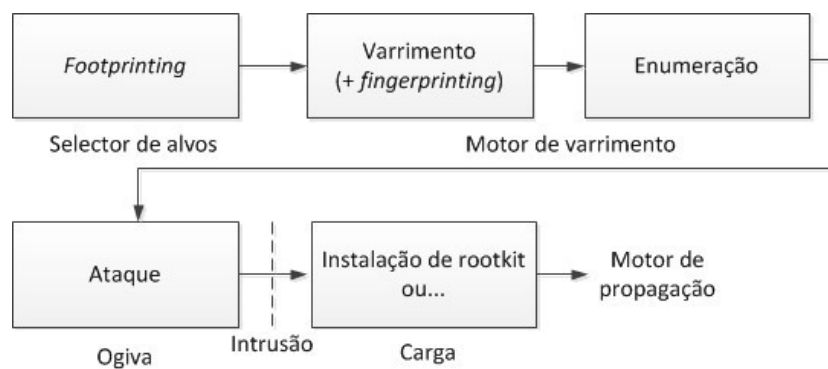 Footprinting
Varrimento
(+ fingerprinting)
Enumeração
Selector de alvos
Motor de varrimento
Ataque
Instalação de rootkit
ou...
Motor de
propagação
Ogiva
Intrusão
Carga